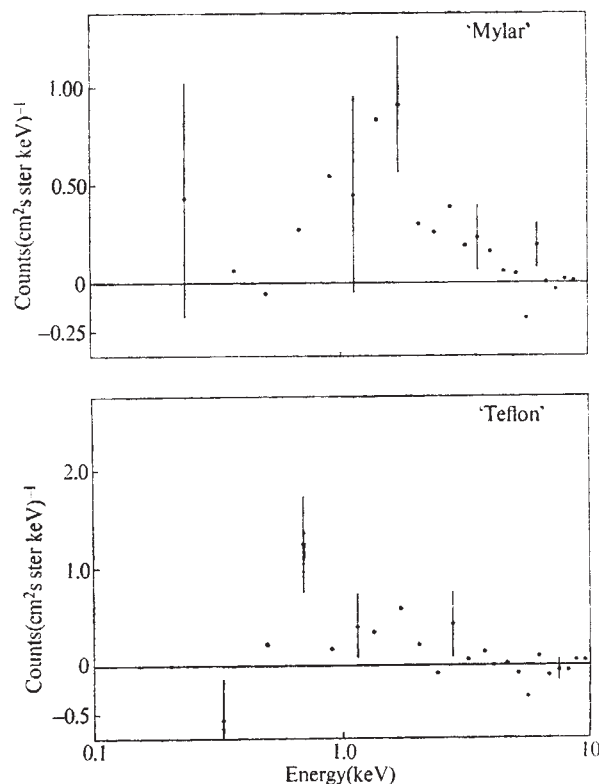 'Mylar'
1.00
0.50
0
–0.25
Counts(cm²s ster keV)⁻¹
'Teflon'
2.0
1.0
0
–0.5
Counts(cm²s ster keV)⁻¹
0.1
1.0
10
Energy(keV)